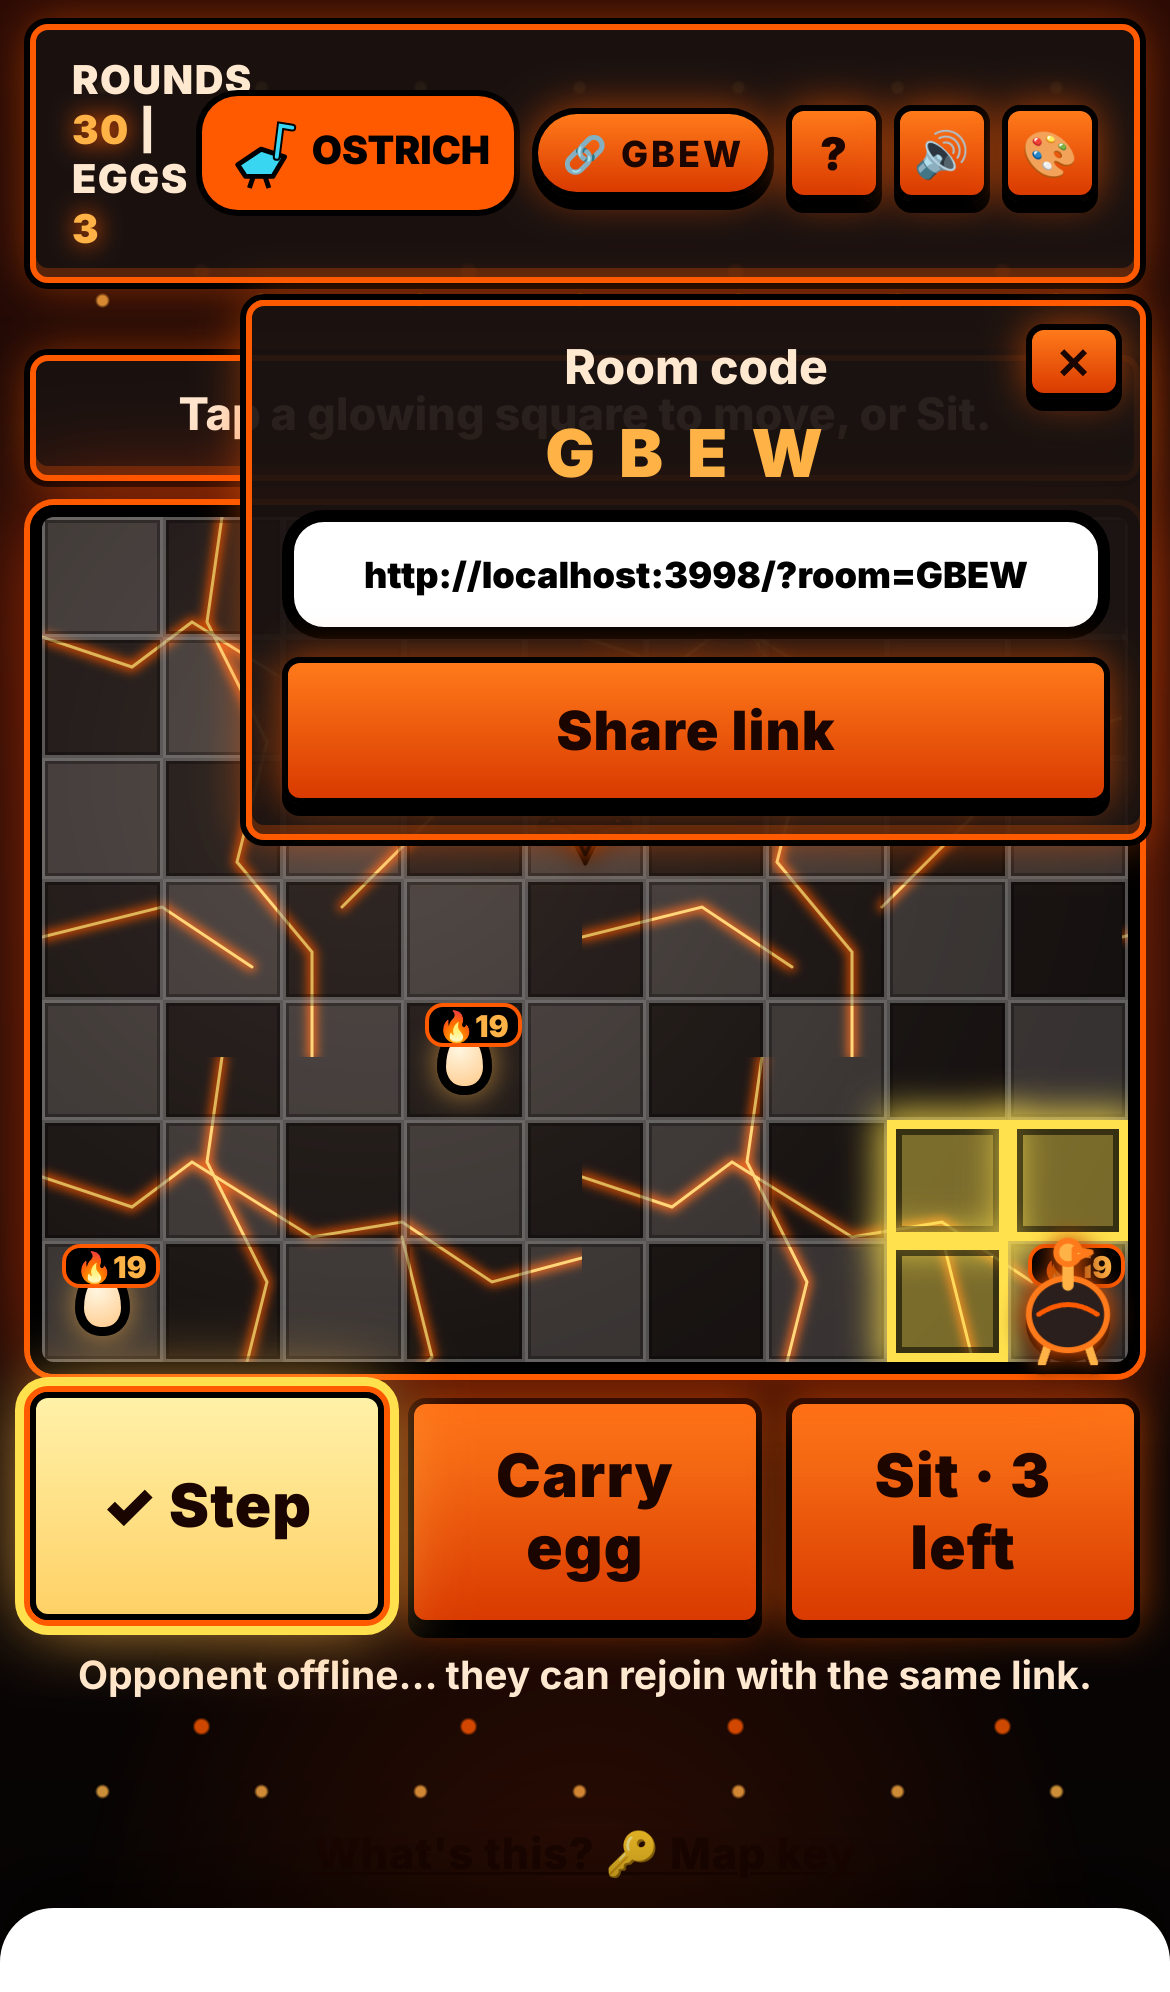 ROUNDS
30 |
EGGS
3
OSTRICH
GBEW
?
Room code
✕
Tap a glowing square to move, or Sit.
G B E W
http://localhost:3998/?room=GBEW
Share link
19
19
19
✓ Step
Carry
egg
Sit · 3
left
Opponent offline... they can rejoin with the same link.
What's this? 🔑 Map key